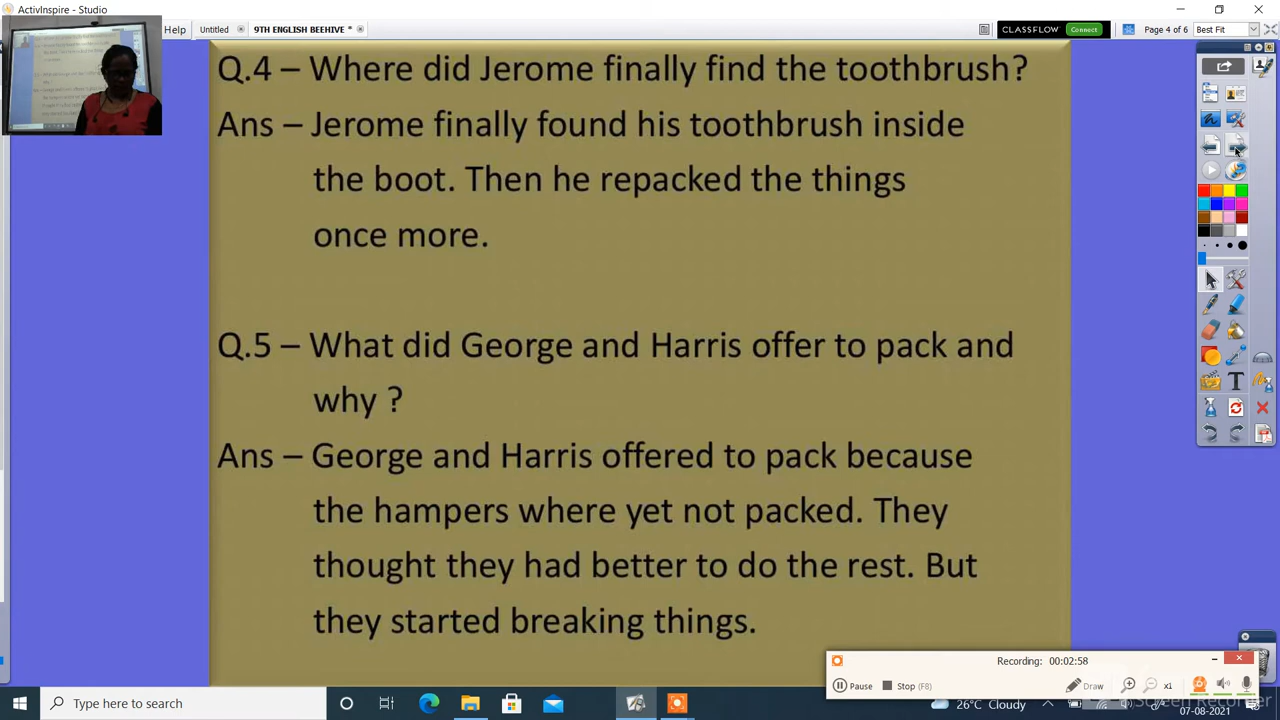 ActivInspire - Studio
Help
Untitled
9TH ENGLISH BEEHIVE *
CLASSFLOW
Connect
Page 4 of 6
Best Fit
Q.4 – Where did Jerome finally find the toothbrush?
Ans – Jerome finally found his toothbrush inside
the boot. Then he repacked the things
once more.
Q.5 – What did George and Harris offer to pack and
why ?
Ans – George and Harris offered to pack because
the hampers where yet not packed. They
thought they had better to do the rest. But
they started breaking things.
Recording: 00:02:58
Pause
Stop (F8)
x1
Draw
Screen Recorder
Type here to search
26°C Cloudy
07-08-2021